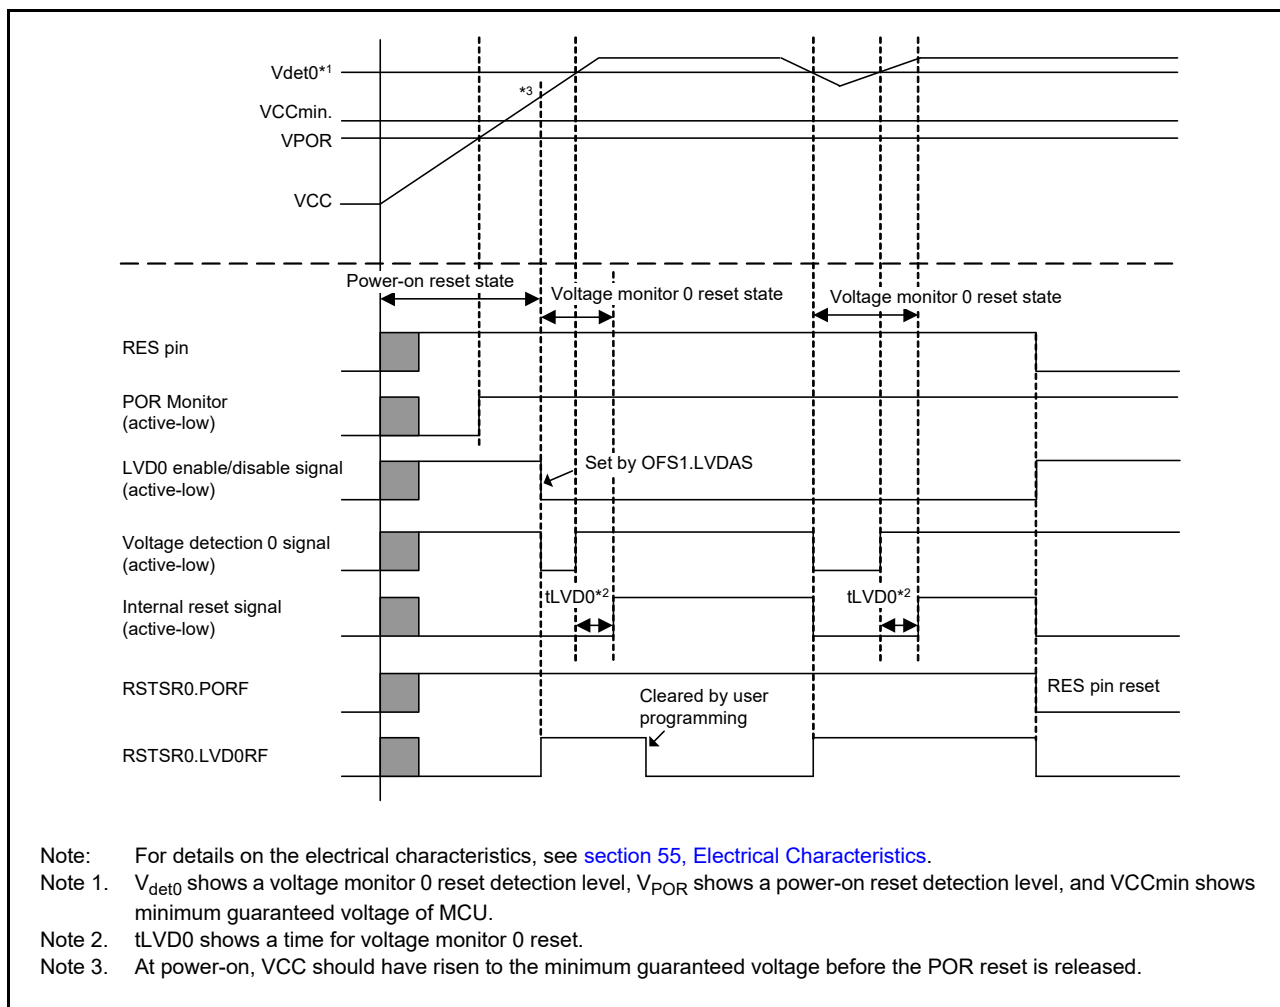 Vdet0*1
*3
VCCmin.
VPOR
VCC
Power-on reset state
Voltage monitor 0 reset state
Voltage monitor 0 reset state
RES pin
POR Monitor
(active-low)
LVD0 enable/disable signal
(active-low)
Set by OFS1.LVDAS
Voltage detection 0 signal
(active-low)
Internal reset signal
(active-low)
tLVD0*2
tLVD0*2
RSTSR0.PORF
RES pin reset
Cleared by user
programming
RSTSR0.LVD0RF
Note: For details on the electrical characteristics, see section 55, Electrical Characteristics.
Note 1. Vdet0 shows a voltage monitor 0 reset detection level, VPOR shows a power-on reset detection level, and VCCmin shows
minimum guaranteed voltage of MCU.
Note 2. tLVD0 shows a time for voltage monitor 0 reset.
Note 3. At power-on, VCC should have risen to the minimum guaranteed voltage before the POR reset is released.